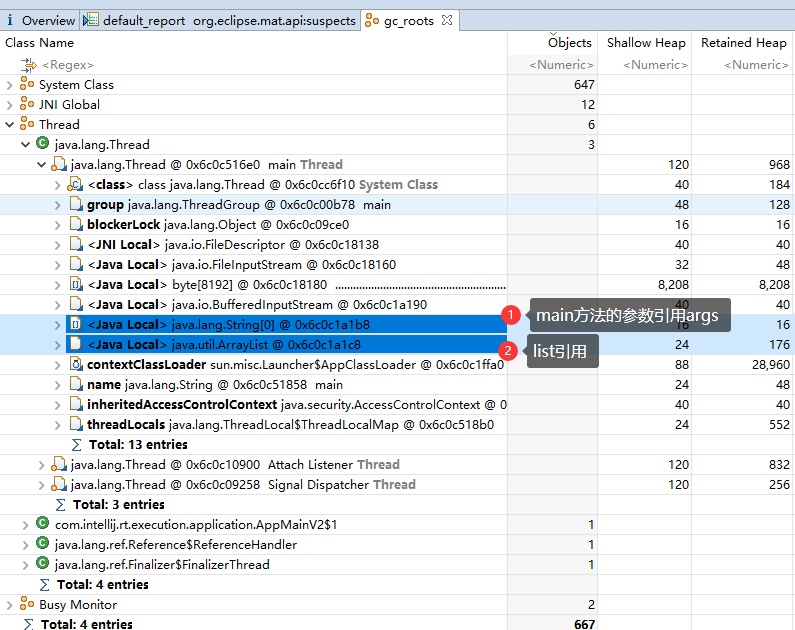 i Overview default_report org.eclipse.mat.api:suspects gc_roots
Class Name Objects Shallow Heap Retained Heap
<Regex> <Numeric> <Numeric> <Numeric>
System Class 647
JNI Global 12
Thread 6
java.lang.Thread 3
java.lang.Thread @ 0x6c0c516e0 main Thread 120 968
<class> class java.lang.Thread @ 0x6c0cc6f10 System Class 40 184
group java.lang.ThreadGroup @ 0x6c0c00b78 main 48 128
blockerLock java.lang.Object @ 0x6c0c09ce0 16 16
<JNI Local> java.io.FileDescriptor @ 0x6c0c18138 40 40
<Java Local> java.io.FileInputStream @ 0x6c0c18160 32 48
<Java Local> byte[8192] @ 0x6c0c18180 ................................................ 8,208 8,208
<Java Local> java.io.BufferedInputStream @ 0x6c0c1a190 40
1 main方法的参数引用args
<Java Local> java.lang.String[0] @ 0x6c0c1a1b8 16 16
<Java Local> java.util.ArrayList @ 0x6c0c1a1c8 24 176
2 list引用
contextClassLoader sun.misc.Launcher$AppClassLoader @ 0x6c0c1ffa0 88 28,960
name java.lang.String @ 0x6c0c51858 main 24 48
inheritedAccessControlContext java.security.AccessControlContext @ 0 40 40
threadLocals java.lang.ThreadLocal$ThreadLocalMap @ 0x6c0c518b0 24 552
Σ Total: 13 entries
java.lang.Thread @ 0x6c0c10900 Attach Listener Thread 120 832
java.lang.Thread @ 0x6c0c09258 Signal Dispatcher Thread 120 256
Σ Total: 3 entries
com.intellij.rt.execution.application.AppMainV2$1 1
java.lang.ref.Reference$ReferenceHandler 1
java.lang.ref.Finalizer$FinalizerThread 1
Σ Total: 4 entries
Busy Monitor 2
Σ Total: 4 entries 667